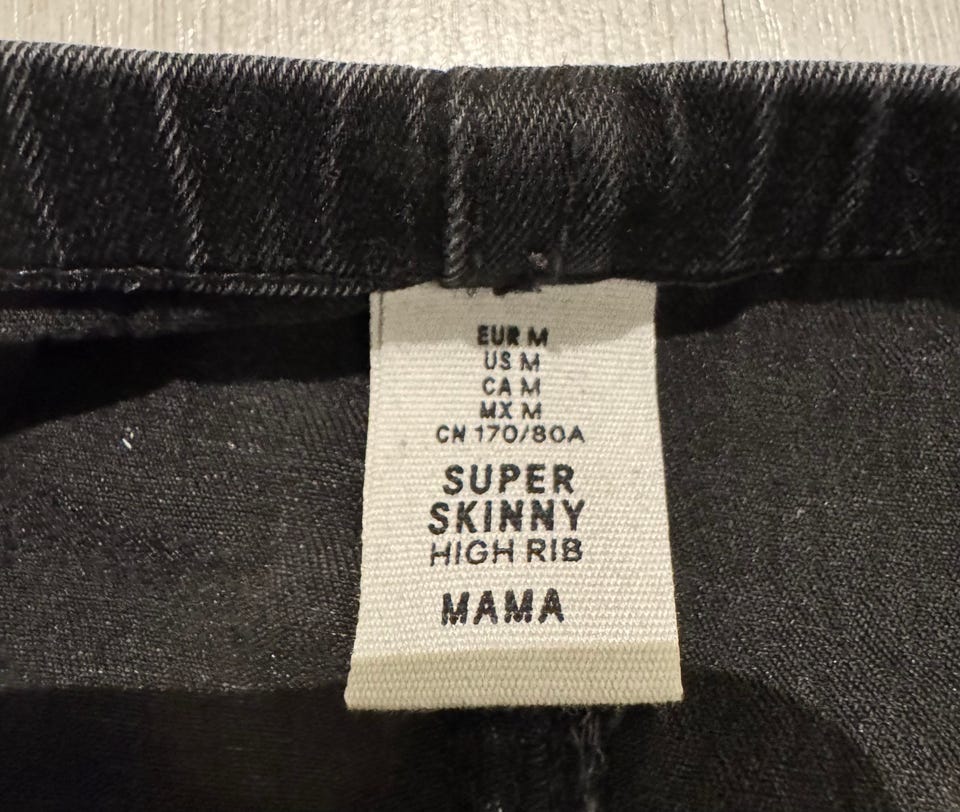 EUR M
US M
CA M
MX M
CN 170/80A
SUPER
SKINNY
HIGH RIB
MAMA